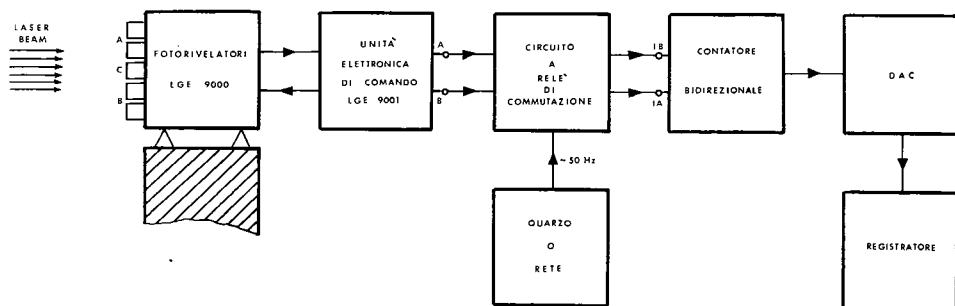 LASER
BEAM
A
C
B
FOTORIVELATORI
LGE 9000
UNITÀ
ELETTRONICA
DI COMANDO
LGE 9001
A
B
CIRCUITO
A
RELÈ
DI
COMMUTAZIONE
IB
IA
CONTATORE
BIDIREZIONALE
DAC
~50 Hz
QUARZO
O
RETE
REGISTRATORE